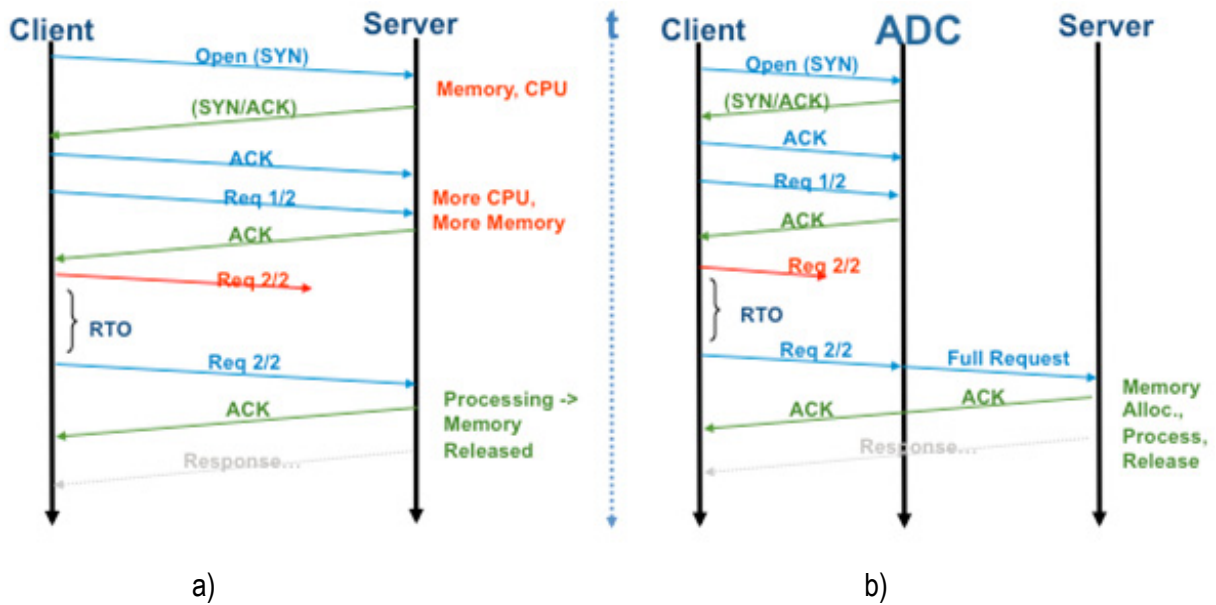 Client
Server
Open (SYN)
Memory, CPU
(SYN/ACK)
ACK
Req 1/2
More CPU,
More Memory
ACK
Req 2/2
RTO
Req 2/2
ACK
Processing ->
Memory
Released
Response...
t
Client
ADC
Server
Open (SYN)
(SYN/ACK)
ACK
Req 1/2
ACK
Req 2/2
RTO
Req 2/2
Full Request
ACK
ACK
Memory
Alloc.,
Process,
Release
Response...
a)
b)